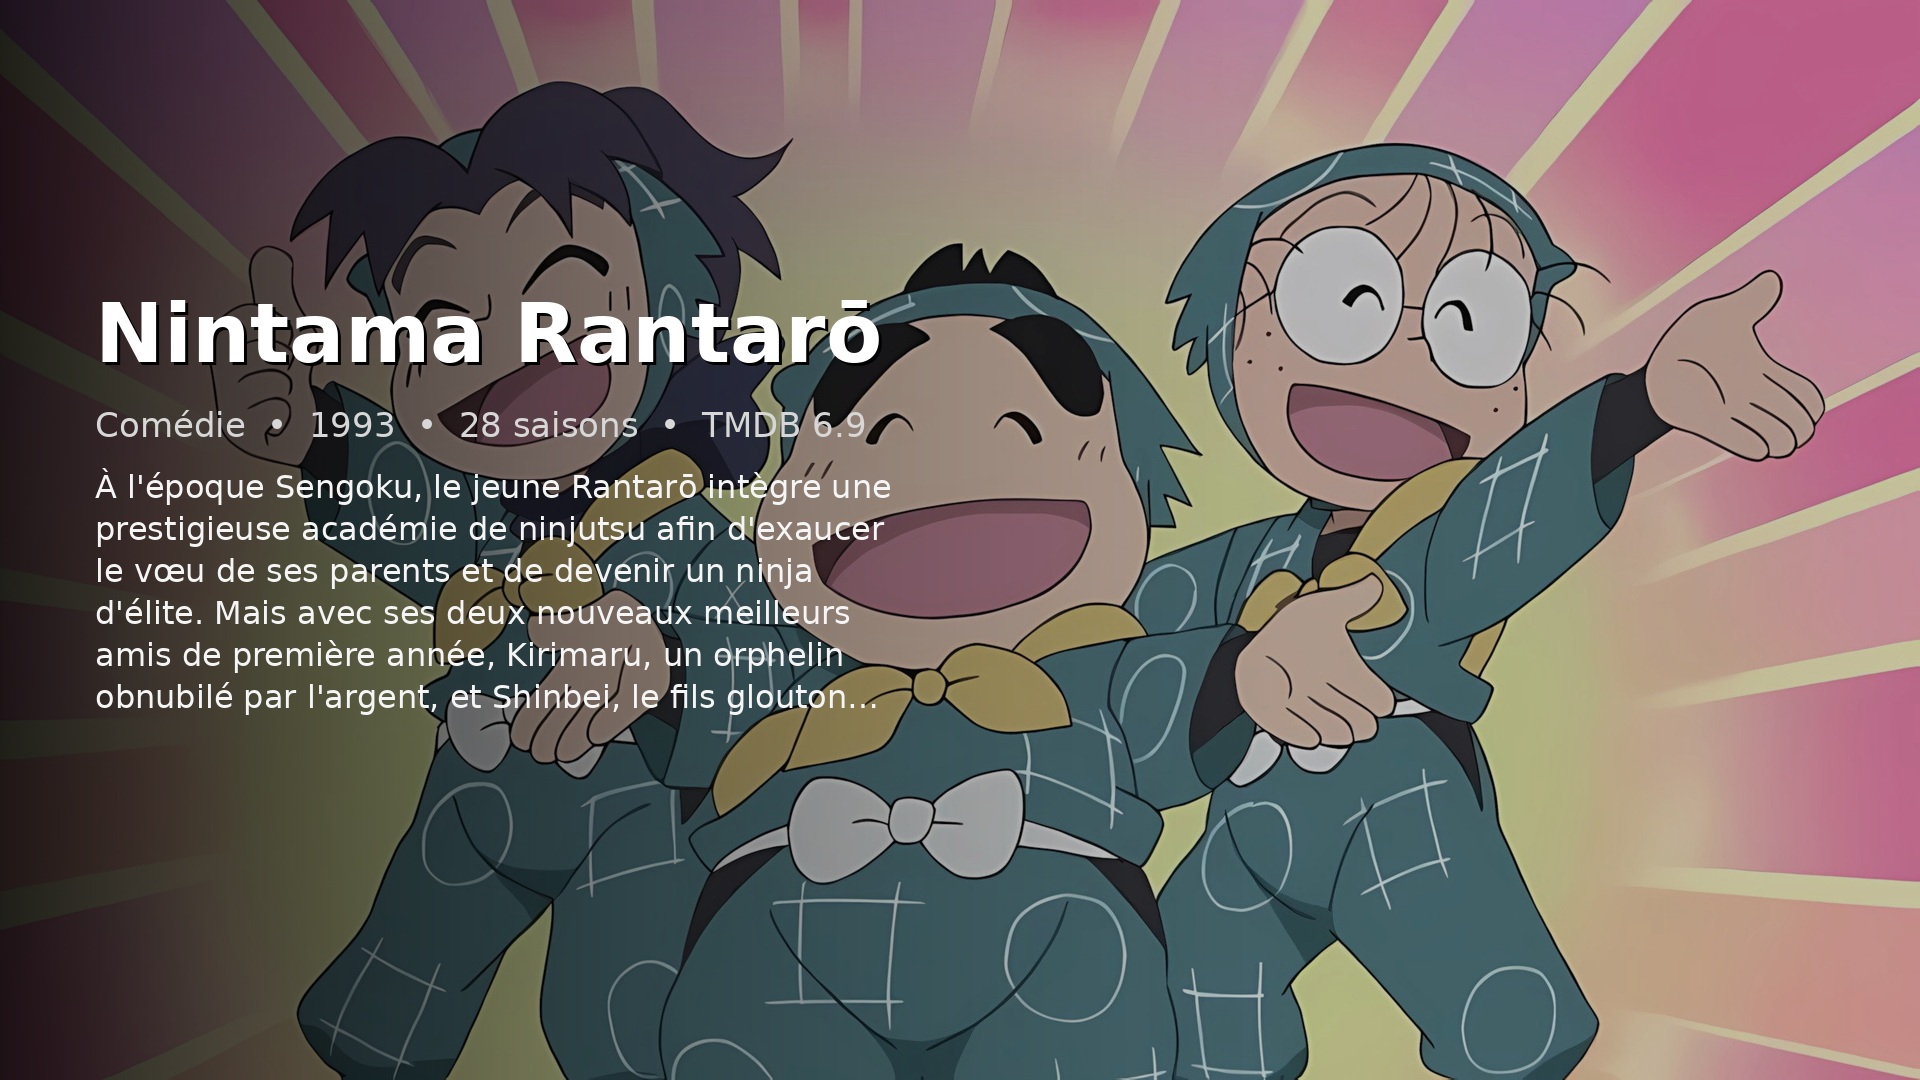 Nintama Rantarō
Comédie • 1993 • 28 saisons • TMDB 6.9
À l'époque Sengoku, le jeune Rantarō intègre une
prestigieuse académie de ninjutsu afin d'exaucer
le vœu de ses parents et de devenir un ninja
d'élite. Mais avec ses deux nouveaux meilleurs
amis de première année, Kirimaru, un orphelin
obnubilé par l'argent, et Shinbei, le fils glouton...